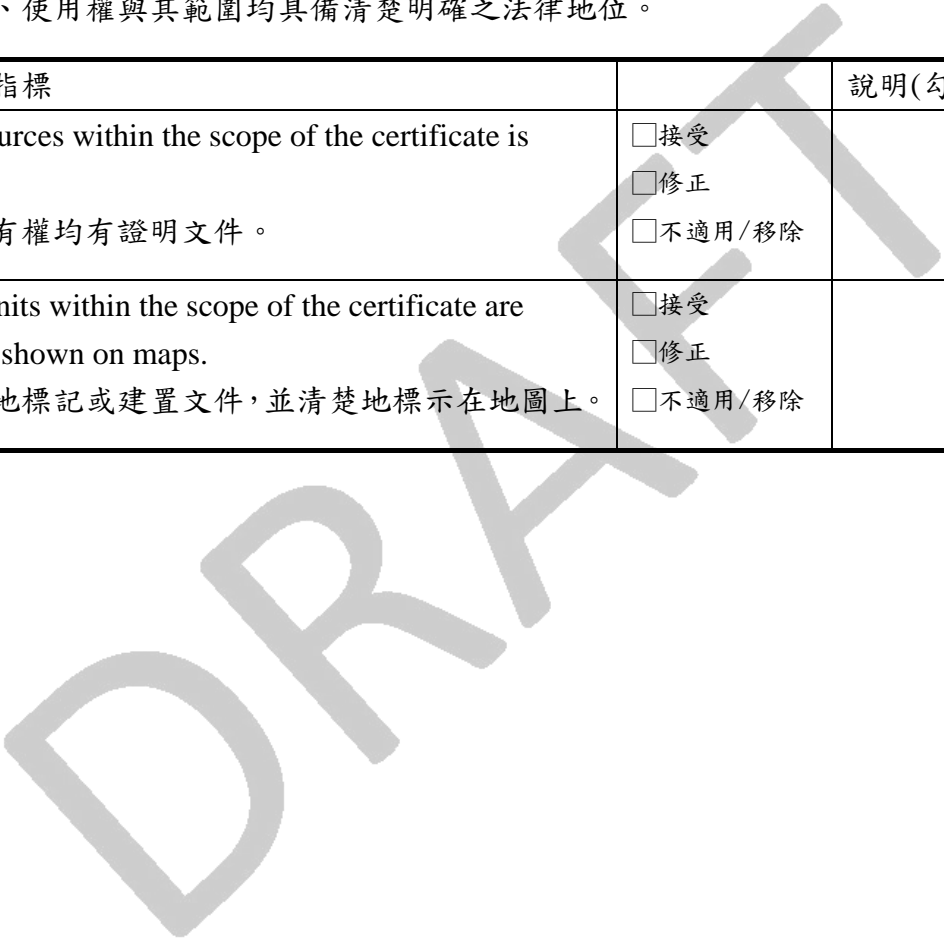 、使用權與其範圍均具備清楚明確之法律地位。
指標
說明(勾
urces within the scope of the certificate is
有權均有證明文件。
□接受
□修正
□不適用/移除
nits within the scope of the certificate are
shown on maps.
地標記或建置文件，並清楚地標示在地圖上。
□接受
□修正
□不適用/移除
DRAFT